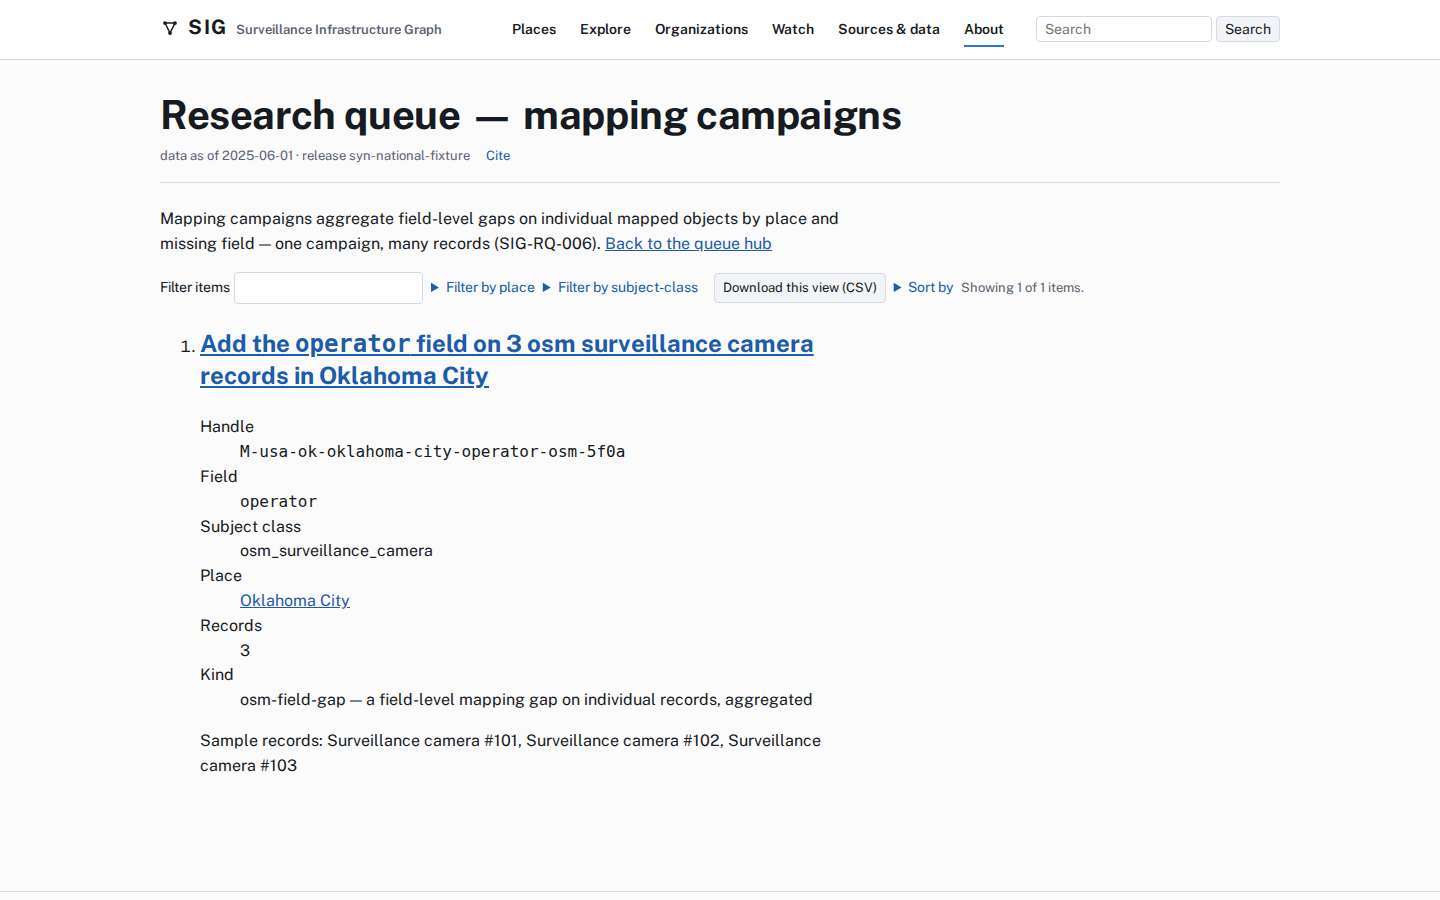 SIG Surveillance Infrastructure Graph Places Explore Organizations Watch Sources & data About Search Search
Research queue — mapping campaigns
data as of 2025-06-01 · release syn-national-fixture Cite
Mapping campaigns aggregate field-level gaps on individual mapped objects by place and
missing field — one campaign, many records (SIG-RQ-006). Back to the queue hub
Filter items Filter by place Filter by subject-class Download this view (CSV) Sort by Showing 1 of 1 items.
1. Add the operator field on 3 osm surveillance camera
records in Oklahoma City
Handle
M-usa-ok-oklahoma-city-operator-osm-5f0a
Field
operator
Subject class
osm_surveillance_camera
Place
Oklahoma City
Records
3
Kind
osm-field-gap — a field-level mapping gap on individual records, aggregated
Sample records: Surveillance camera #101, Surveillance camera #102, Surveillance
camera #103